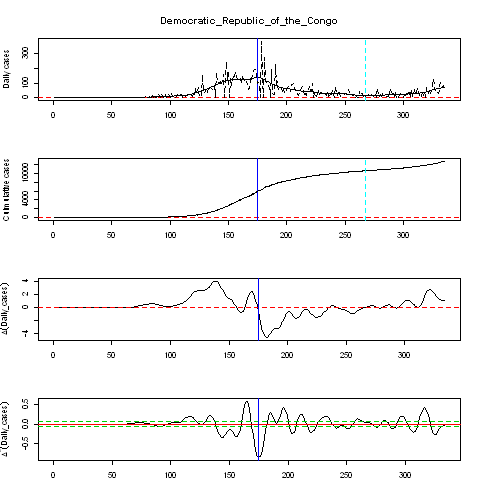 Democratic_Republic_of_the_Congo
Daily cases
0 100 300
0 50 100 150 200 250 300
Cumulative cases
0 4000 10000
0 50 100 150 200 250 300
Δ(Daily_cases)
-4 0 2 4
0 50 100 150 200 250 300
Δ'(Daily_cases)
-0.5 0.0 0.5
0 50 100 150 200 250 300